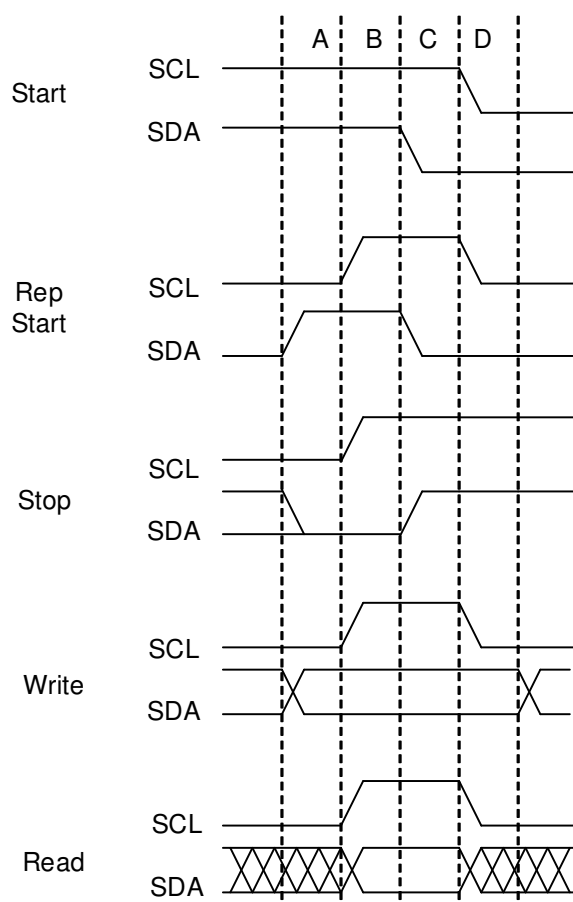 A B C D
SCL
Start
SDA
SCL
Rep
Start
SDA
SCL
Stop
SDA
SCL
Write
SDA
SCL
Read
SDA